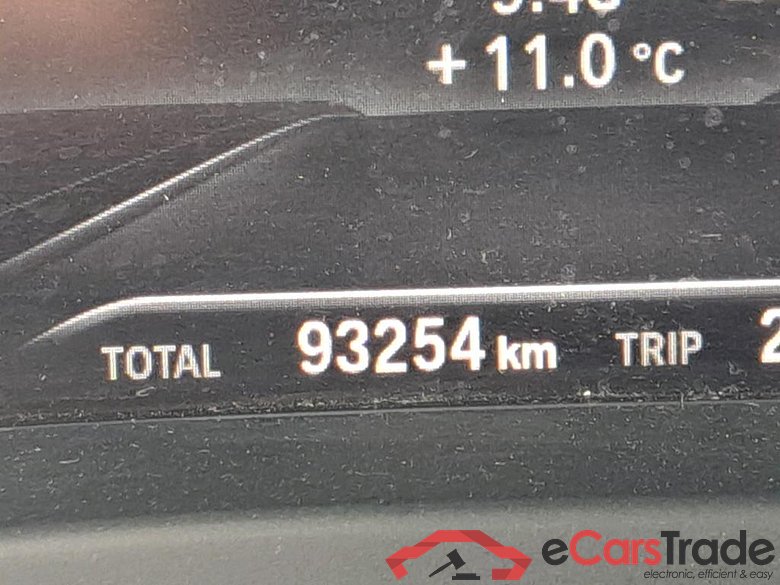 +11.0 °C
TOTAL 93254 km TRIP
eCarsTrade
electronic, efficient & easy